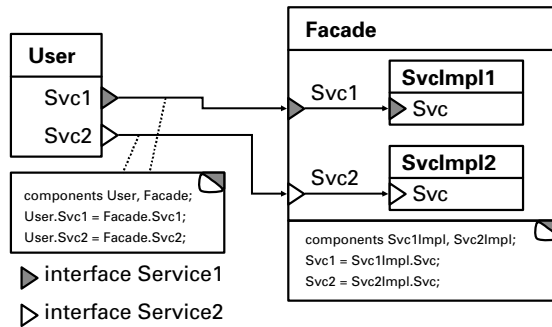 User
Svc1
Svc2
components User, Facade;
User.Svc1 = Facade.Svc1;
User.Svc2 = Facade.Svc2;
interface Service1
interface Service2
Facade
Svc1
SvcImpl1
Svc
Svc2
SvcImpl2
Svc
components Svc1Impl, Svc2Impl;
Svc1 = Svc1Impl.Svc;
Svc2 = Svc2Impl.Svc;